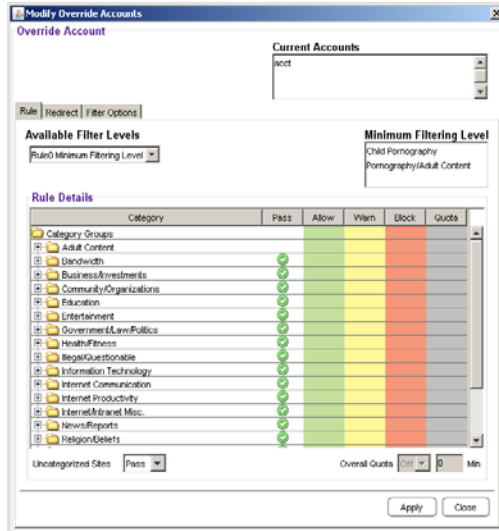 Modify Override Accounts
Override Account
Current Accounts
acct
Rule Redirect Filter Options
Available Filter Levels
Minimum Filtering Level
Rule0 Minimum Filtering Level
Child Pornography
Pornography/Adult Content
Rule Details
Category Pass Allow Warn Block Quota
Category Groups
Adult Content
Bandwidth
Business/Investments
Community/Organizations
Education
Entertainment
Government/Law/Politics
Health/Fitness
Illegal/Questionable
Information Technology
Internet Communication
Internet Productivity
Internet/Intranet Misc.
News/Reports
Religion/Beliefs
Uncategorized Sites Pass Overall Quota Off 0 Min
Apply Close